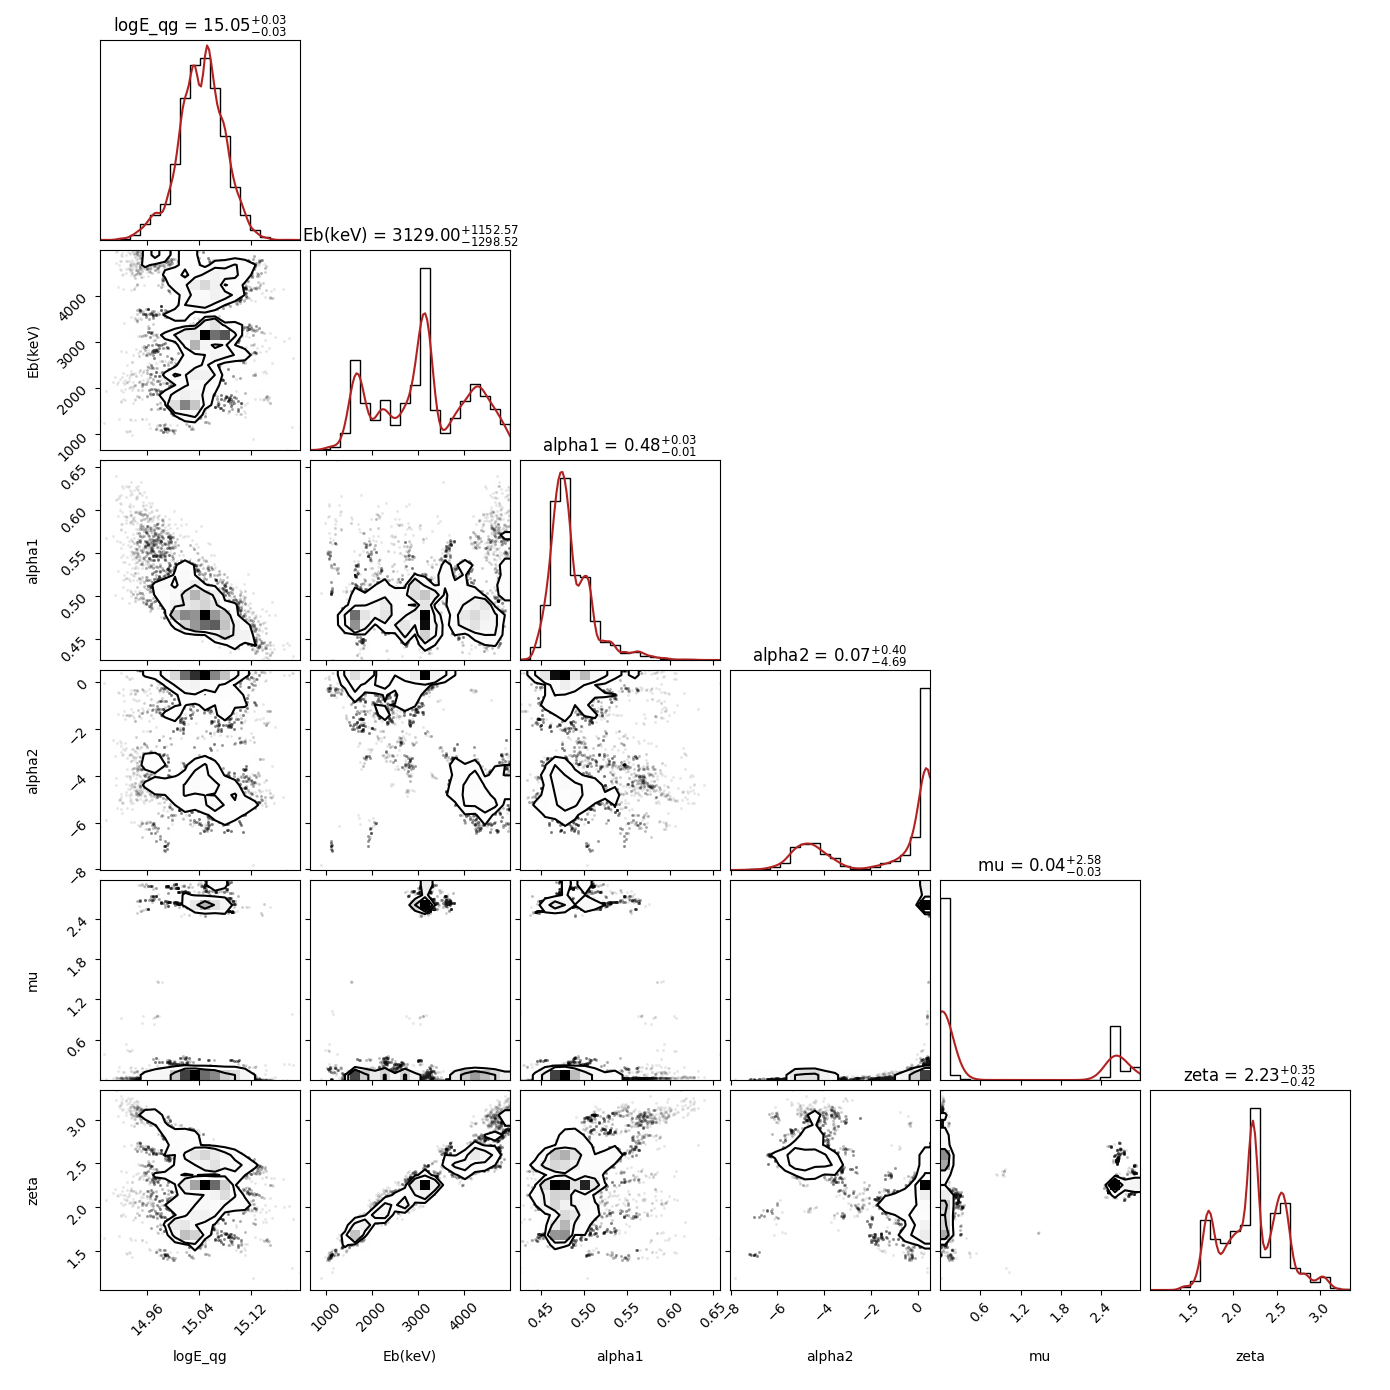 logE_qg = 15.05+0.03 −0.03
Eb(keV) = 3129.00+1152.57 −1298.52
4000
3000
2000
1000
Eb(keV)
alpha1 = 0.48+0.03 −0.01
0.65
0.60
0.55
0.50
0.45
alpha1
alpha2 = 0.07+0.40 −4.69
0
−2
−4
−6
−8
alpha2
mu = 0.04+2.58 −0.03
2.4
1.8
1.2
0.6
mu
zeta = 2.23+0.35 −0.42
3.0
2.5
2.0
1.5
zeta
14.96 15.04 15.12 1000 2000 3000 4000 0.45 0.50 0.55 0.60 0.65 −8 −6 −4 −2 0 0.6 1.2 1.8 2.4 1.5 2.0 2.5 3.0
logE_qg Eb(keV) alpha1 alpha2 mu zeta